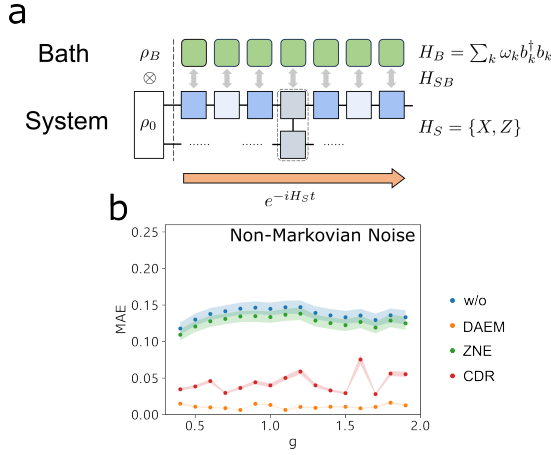 a
Bath
ρ_B
H_B = ∑_k ω_k b_k^† b_k
⊗
H_SB
System
ρ_0
H_S = {X, Z}
......
......
e^{-iH_S t}
b
Non-Markovian Noise
0.25
0.20
0.15
0.10
0.05
0.00
MAE
0.5
1.0
1.5
2.0
g
w/o
DAEM
ZNE
CDR